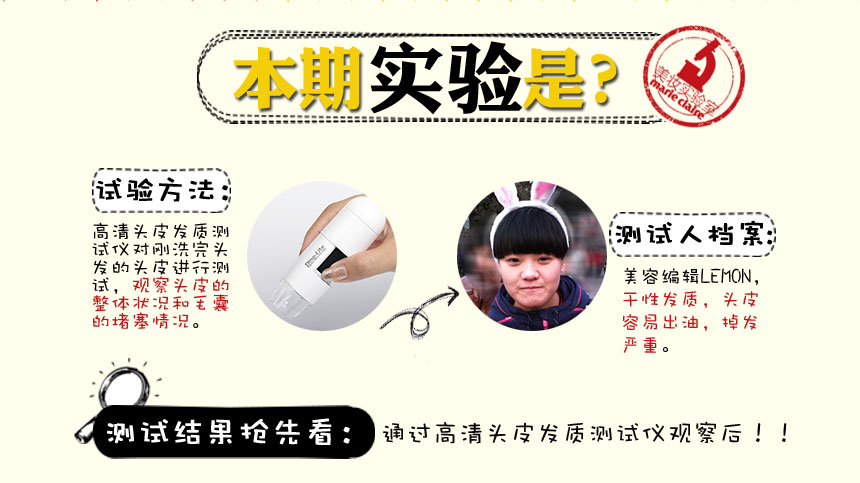 本期实验是?
美妆实验室
marie claire
试验方法:
高清头皮发质测
试仪对刚洗完头
发的头皮进行测
试,观察头皮的
整体状况和毛囊
的堵塞情况。
测试人档案:
美容编辑LEMON,
干性发质,头皮
容易出油,掉发
严重。
测试结果抢先看:
通过高清头皮发质测试仪观察后!!